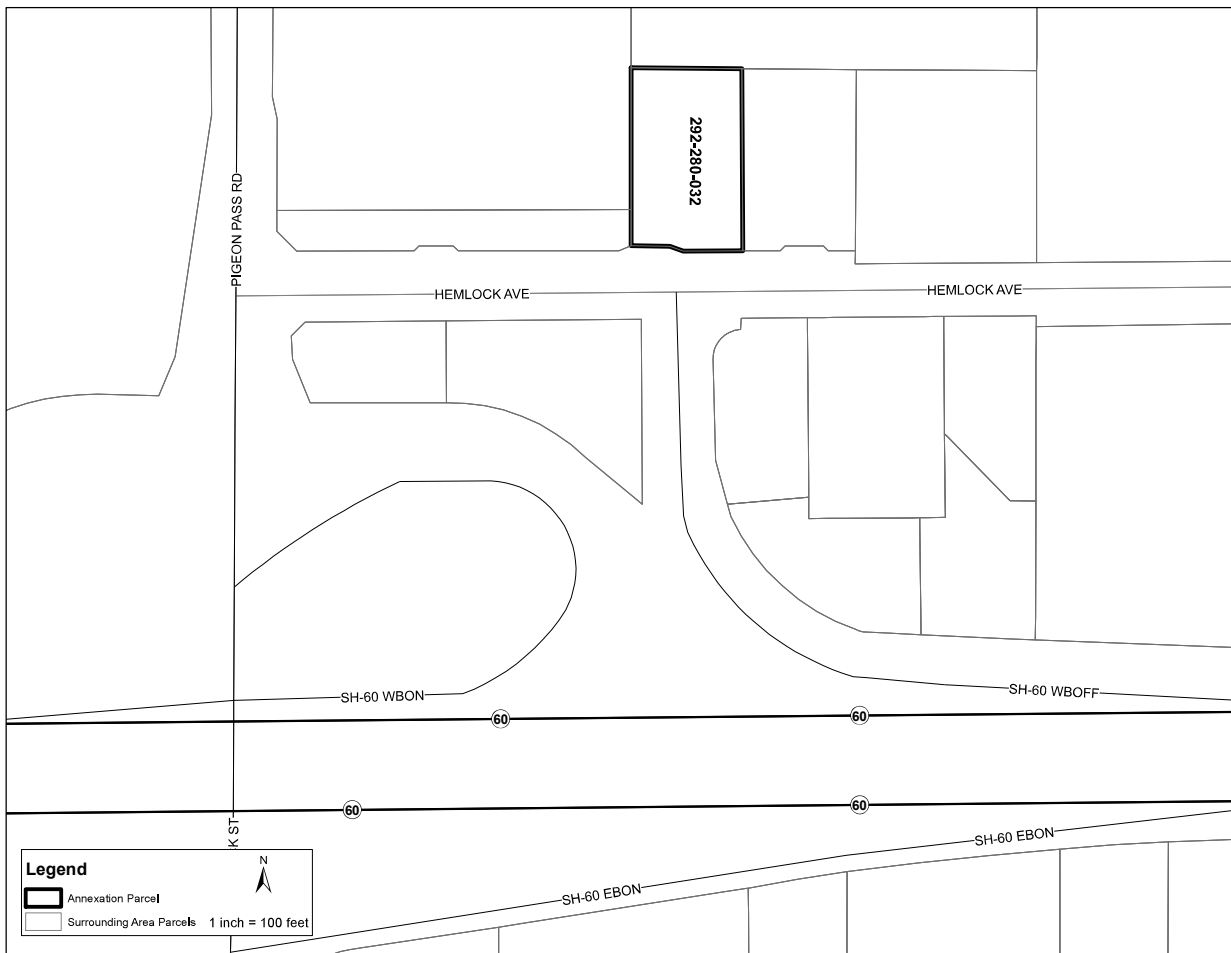 292-280-032
PIGEON PASS RD
HEMLOCK AVE
HEMLOCK AVE
SH-60 WBON
SH-60 WBOFF
60
60
60
60
K ST
SH-60 EBON
SH-60 EBON
Legend
N
Annexation Parcel
Surrounding Area Parcels 1 inch = 100 feet